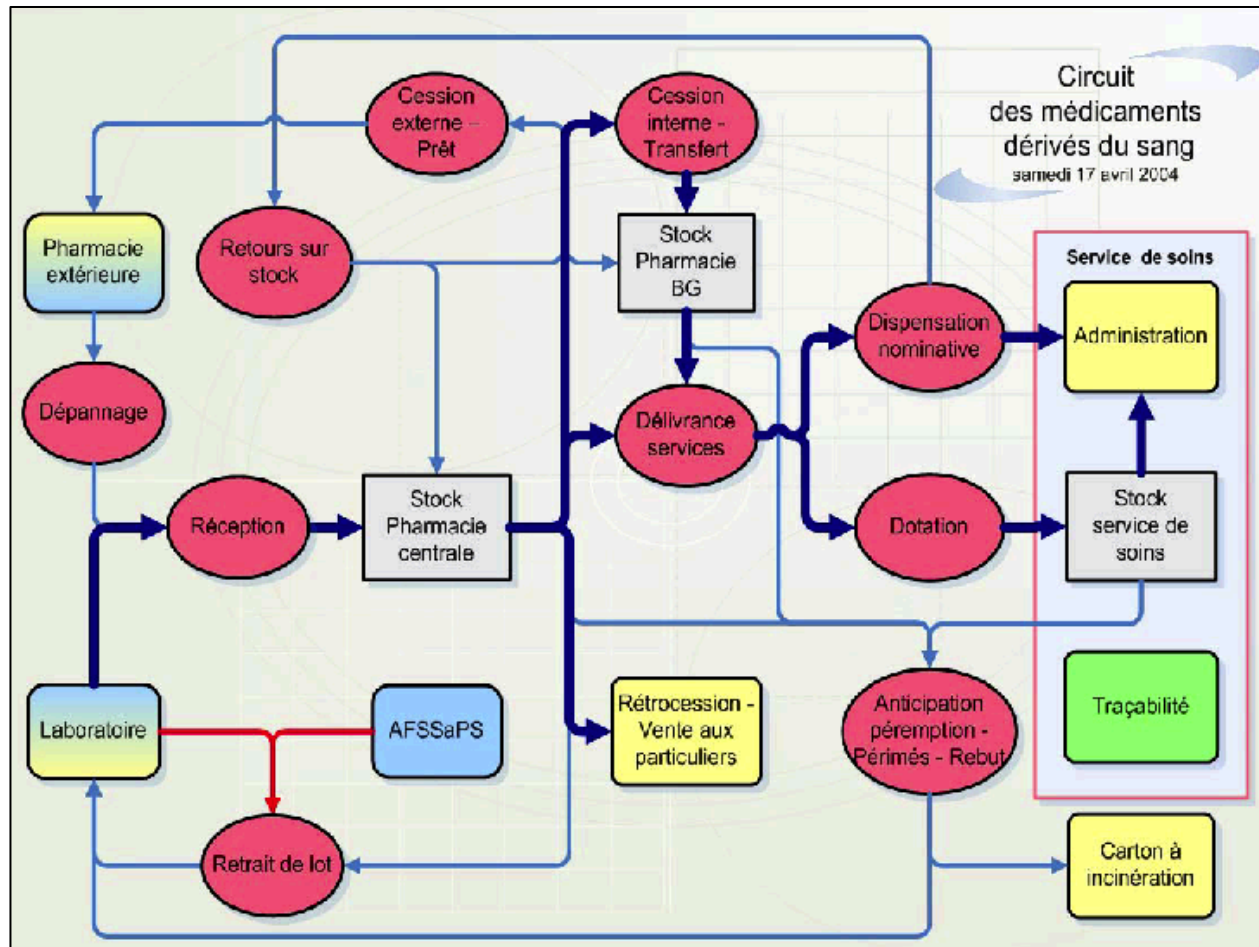 Circuit
des médicaments
dérivés du sang
samedi 17 avril 2004
Cession
externe –
Prêt
Cession
interne -
Transfert
Pharmacie
extérieure
Retours sur
stock
Stock
Pharmacie
BG
Service de soins
Dispensation
nominative
Administration
Dépannage
Délivrance
services
Réception
Stock
Pharmacie
centrale
Dotation
Stock
service de
soins
Laboratoire
AFSSaPS
Rétrocession -
Vente aux
particuliers
Anticipation
péremption -
Périmés - Rebut
Traçabilité
Retrait de lot
Carton à
incinération